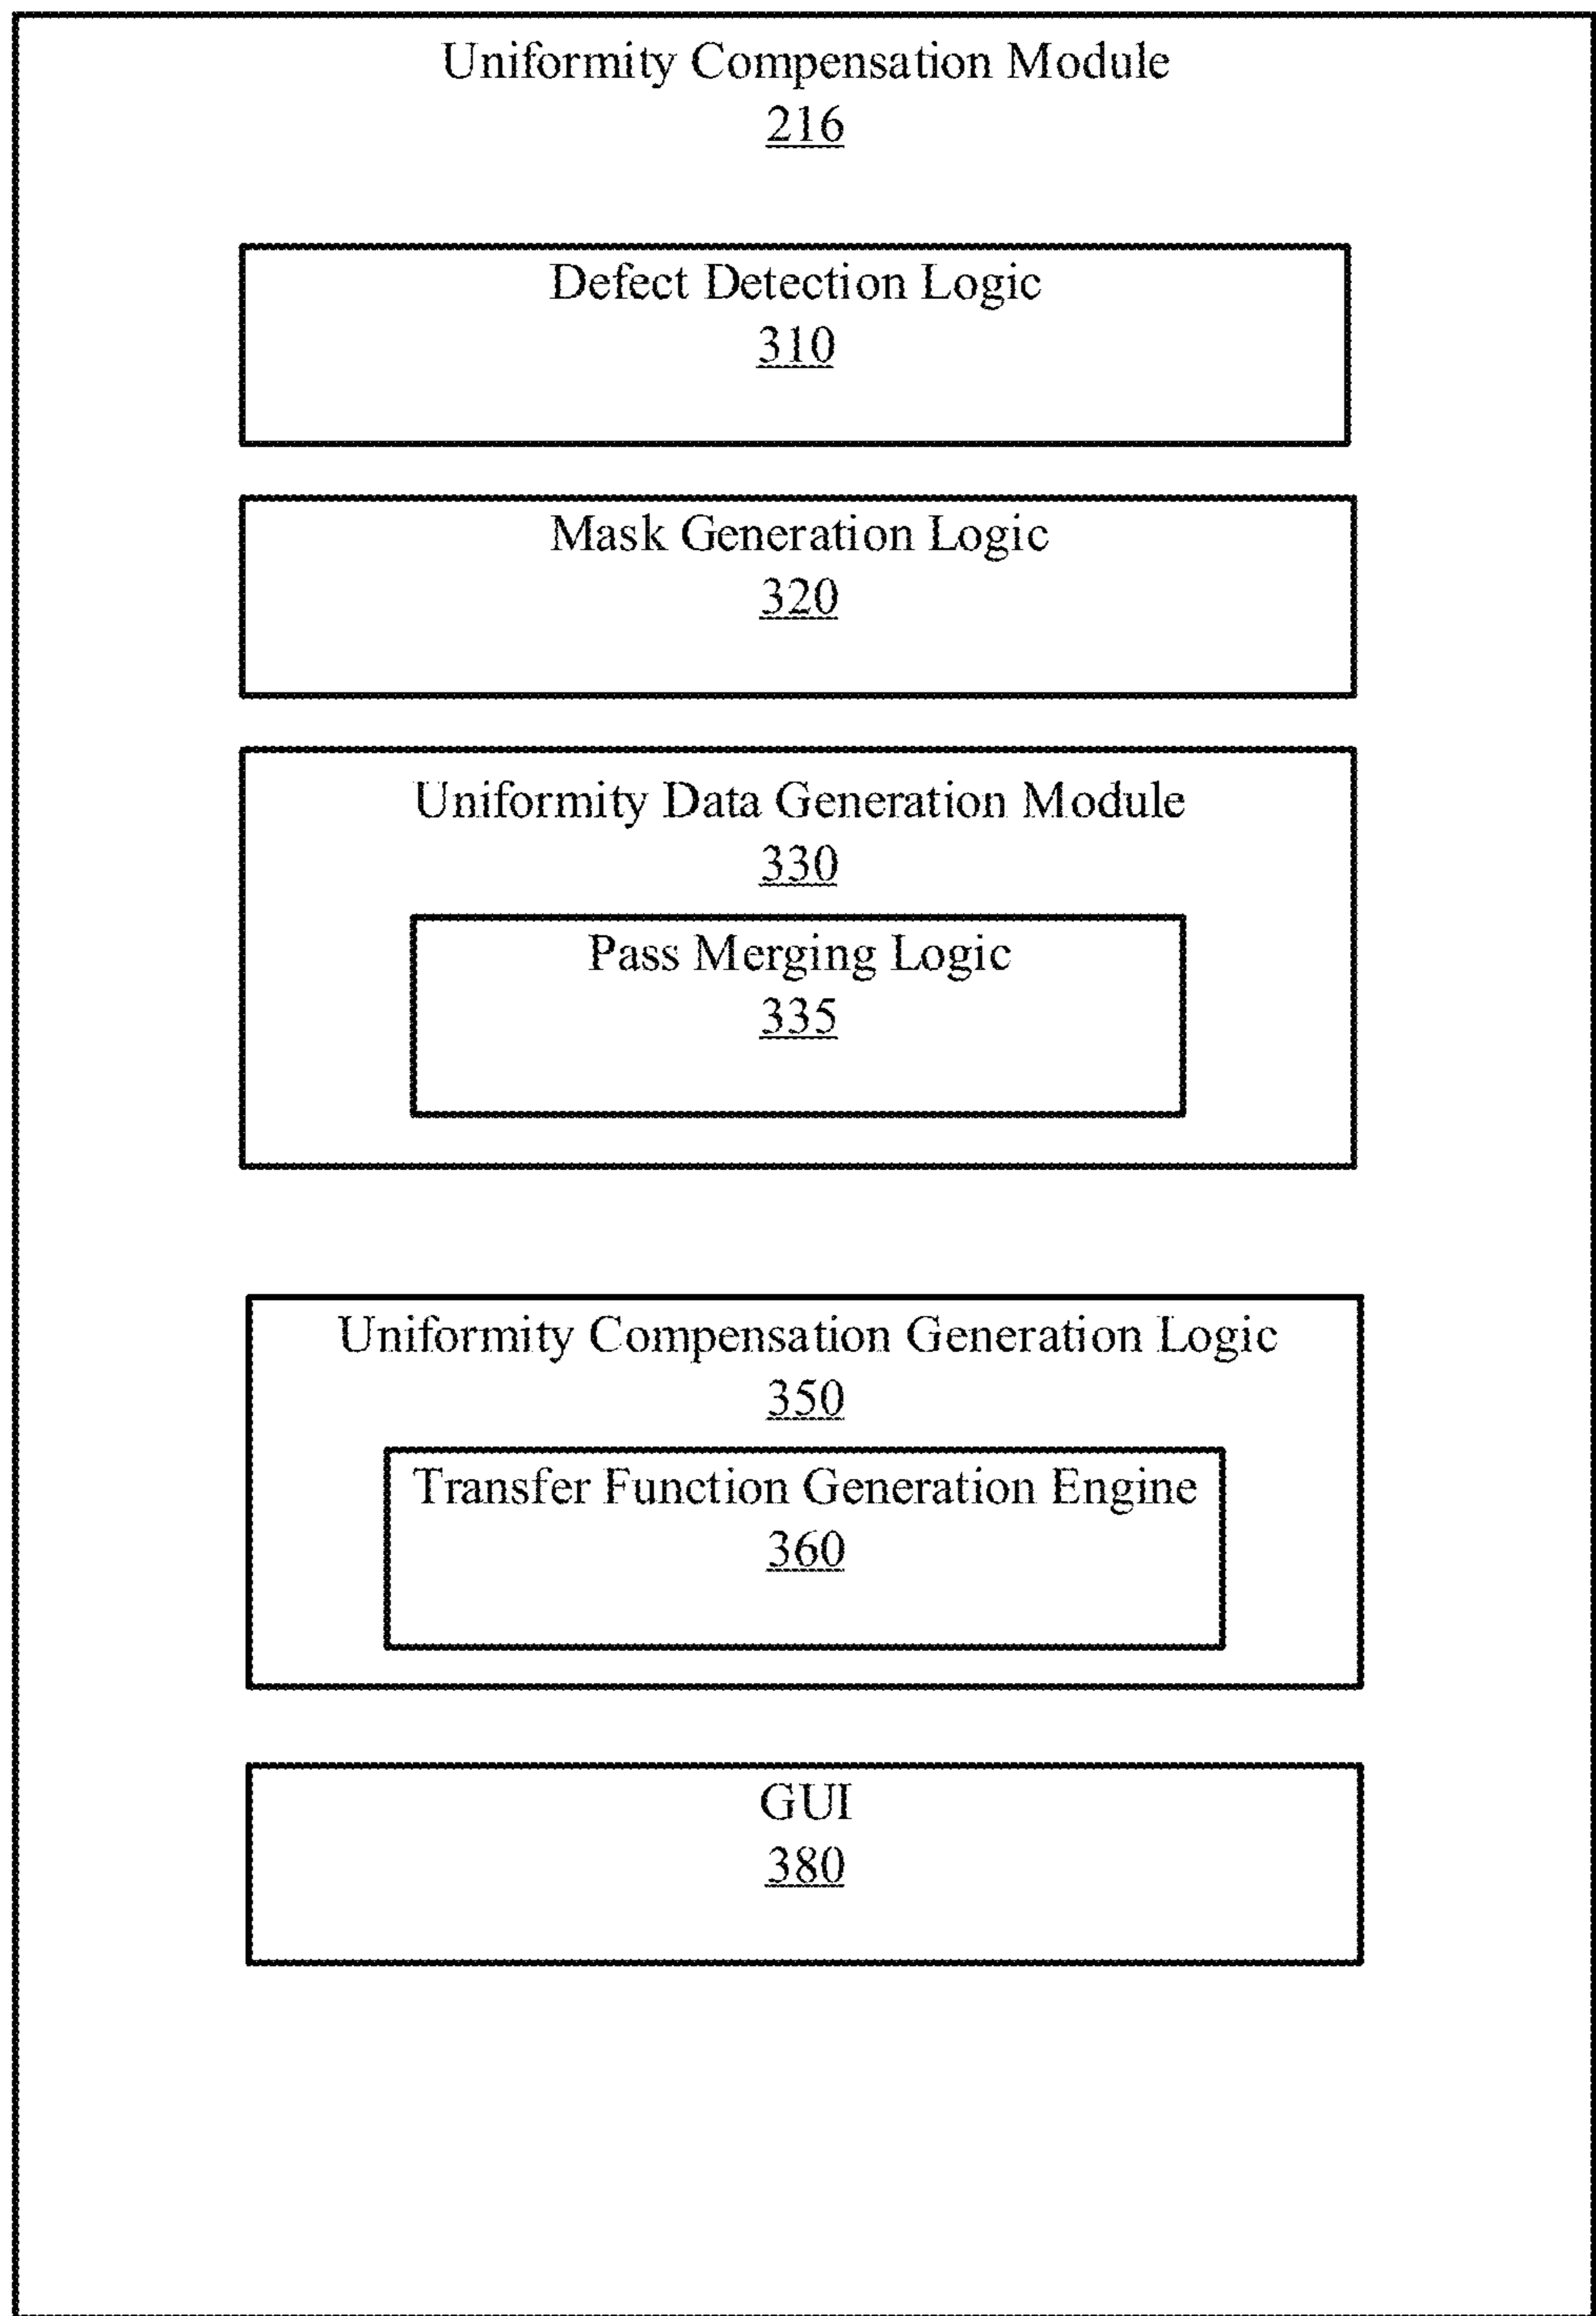 Uniformity Compensation Module
216
Defect Detection Logic
310
Mask Generation Logic
320
Uniformity Data Generation Module
330
Pass Merging Logic
335
Uniformity Compensation Generation Logic
350
Transfer Function Generation Engine
360
GUI
380